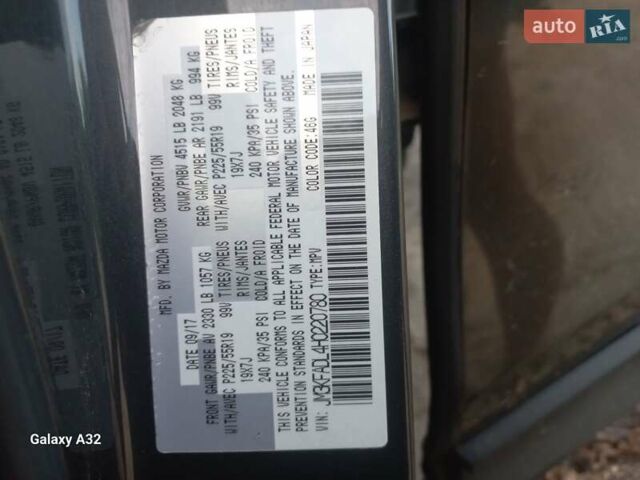 MFD. BY MAZDA MOTOR CORPORATION
DATE 09/17 GVWR/PNBV 4515 LB 2048 KG
FRONT GAWR/PNBE AV 2330 LB 1057 KG REAR GAWR/PNBE AR 2191 LB 994 KG
WITH/AVEC P225/55R19 99V TIRES/PNEUS WITH/AVEC P225/55R19 99V TIRES/PNEUS
19X7J RIMS/JANTES 19X7J RIMS/JANTES
240 KPA/35 PSI COLD/A FROID 240 KPA/35 PSI COLD/A FROID
THIS VEHICLE CONFORMS TO ALL APPLICABLE FEDERAL MOTOR VEHICLE SAFETY AND THEFT
PREVENTION STANDARDS IN EFFECT ON THE DATE OF MANUFACTURE SHOWN ABOVE.
VIN: TYPE:MPV COLOR CODE:46G MADE IN JAPAN
auto RIA
.com
Galaxy A32